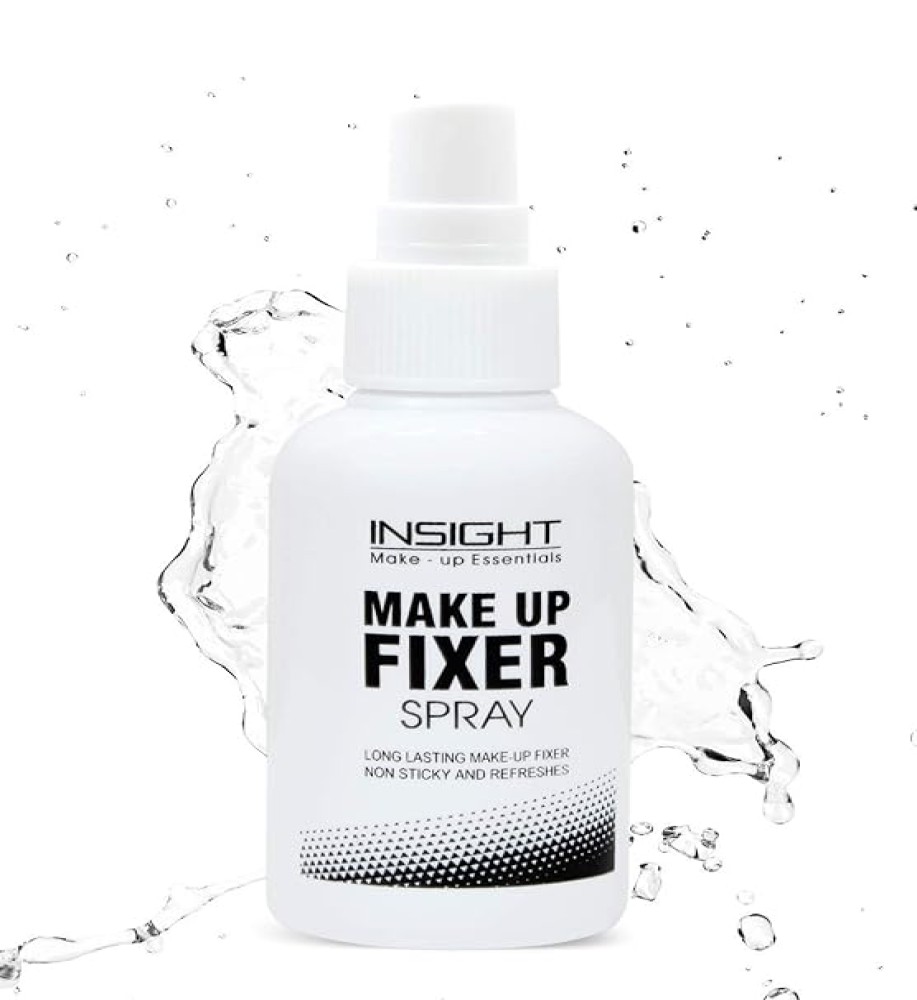 INSIGHT
Make - up Essentials
MAKE UP
FIXER
SPRAY
LONG LASTING MAKE-UP FIXER
NON STICKY AND REFRESHES